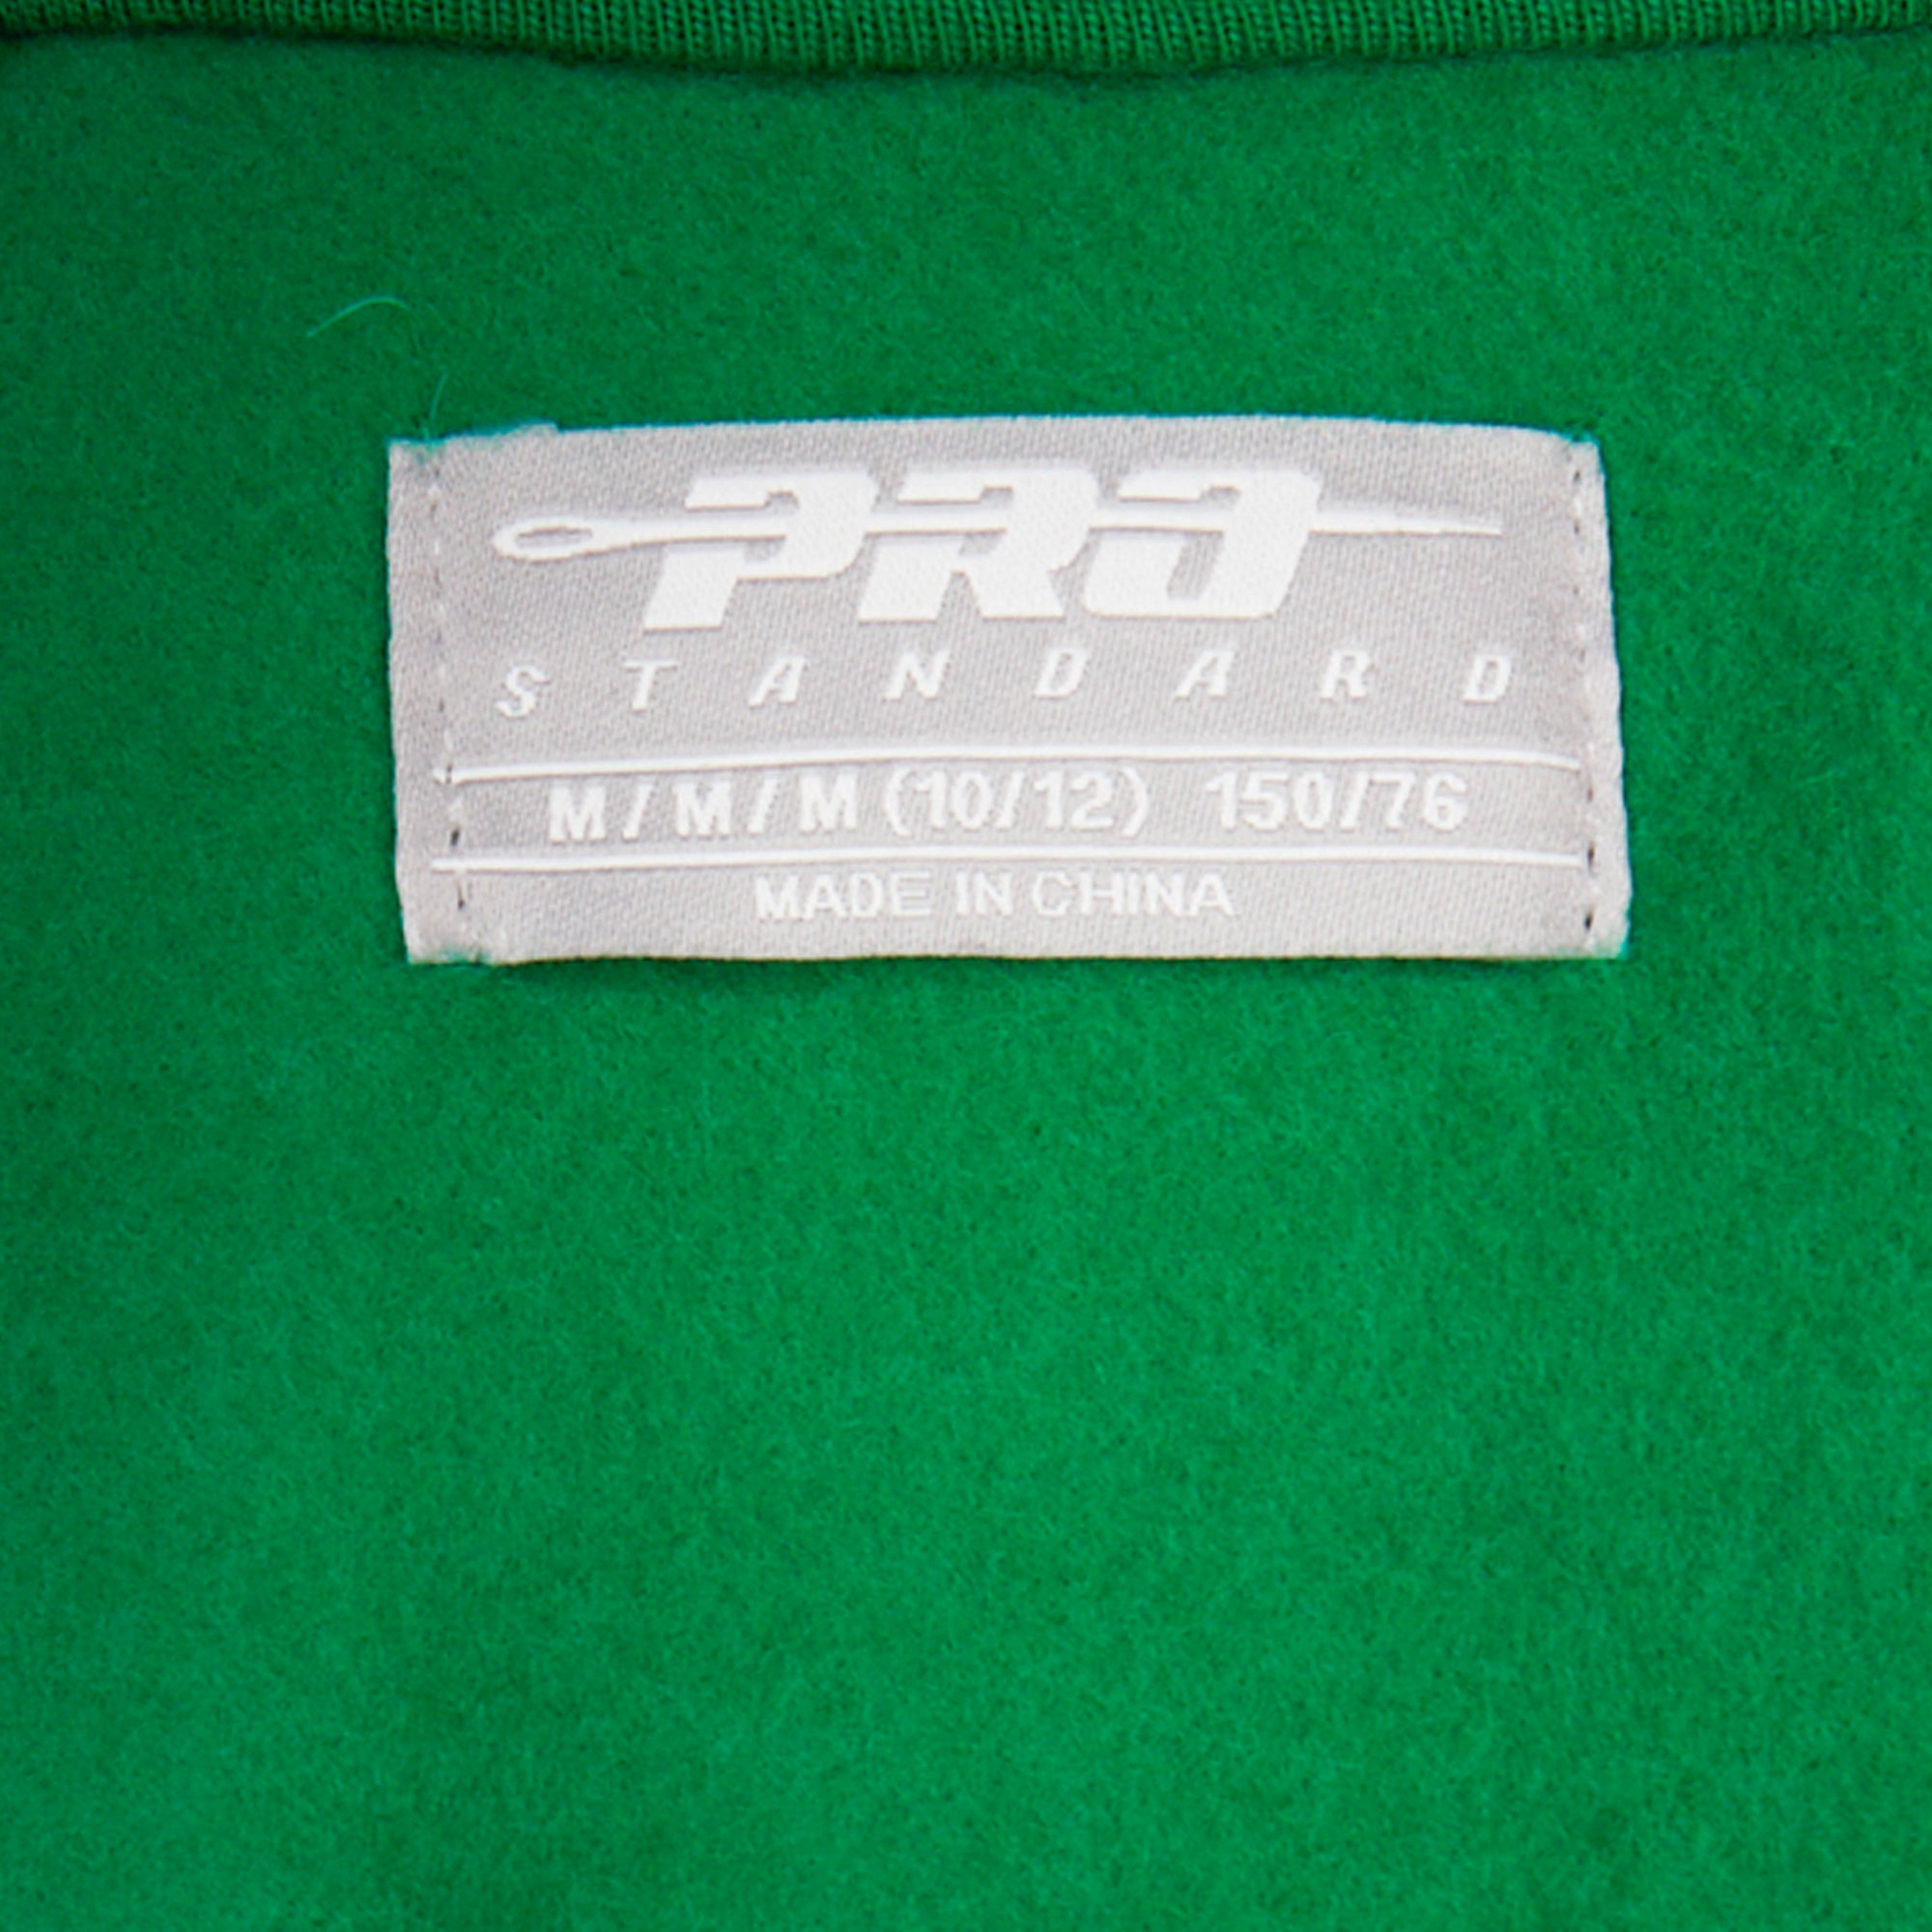 PRO
STANDARD
M / M / M (10/12) 150/76
MADE IN CHINA